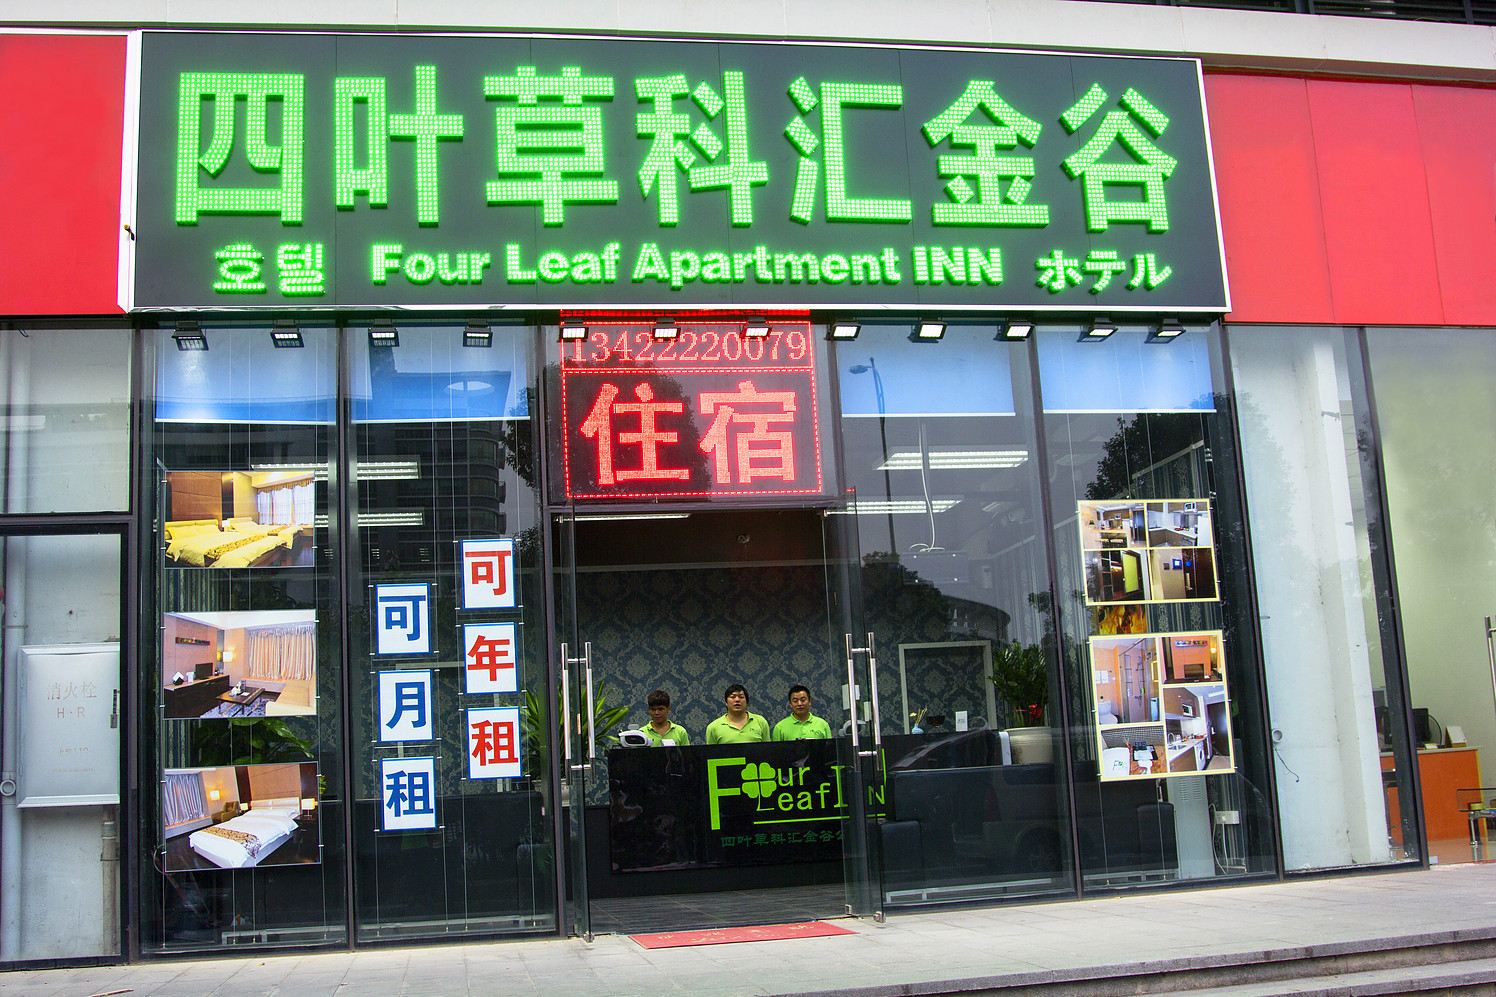 四叶草科汇金谷
호텔 Four Leaf Apartment INN ホテル
13422220079
住宿
可月租
可年租
消火栓
H·R
Four
Leaf INN
四叶草科汇金谷公